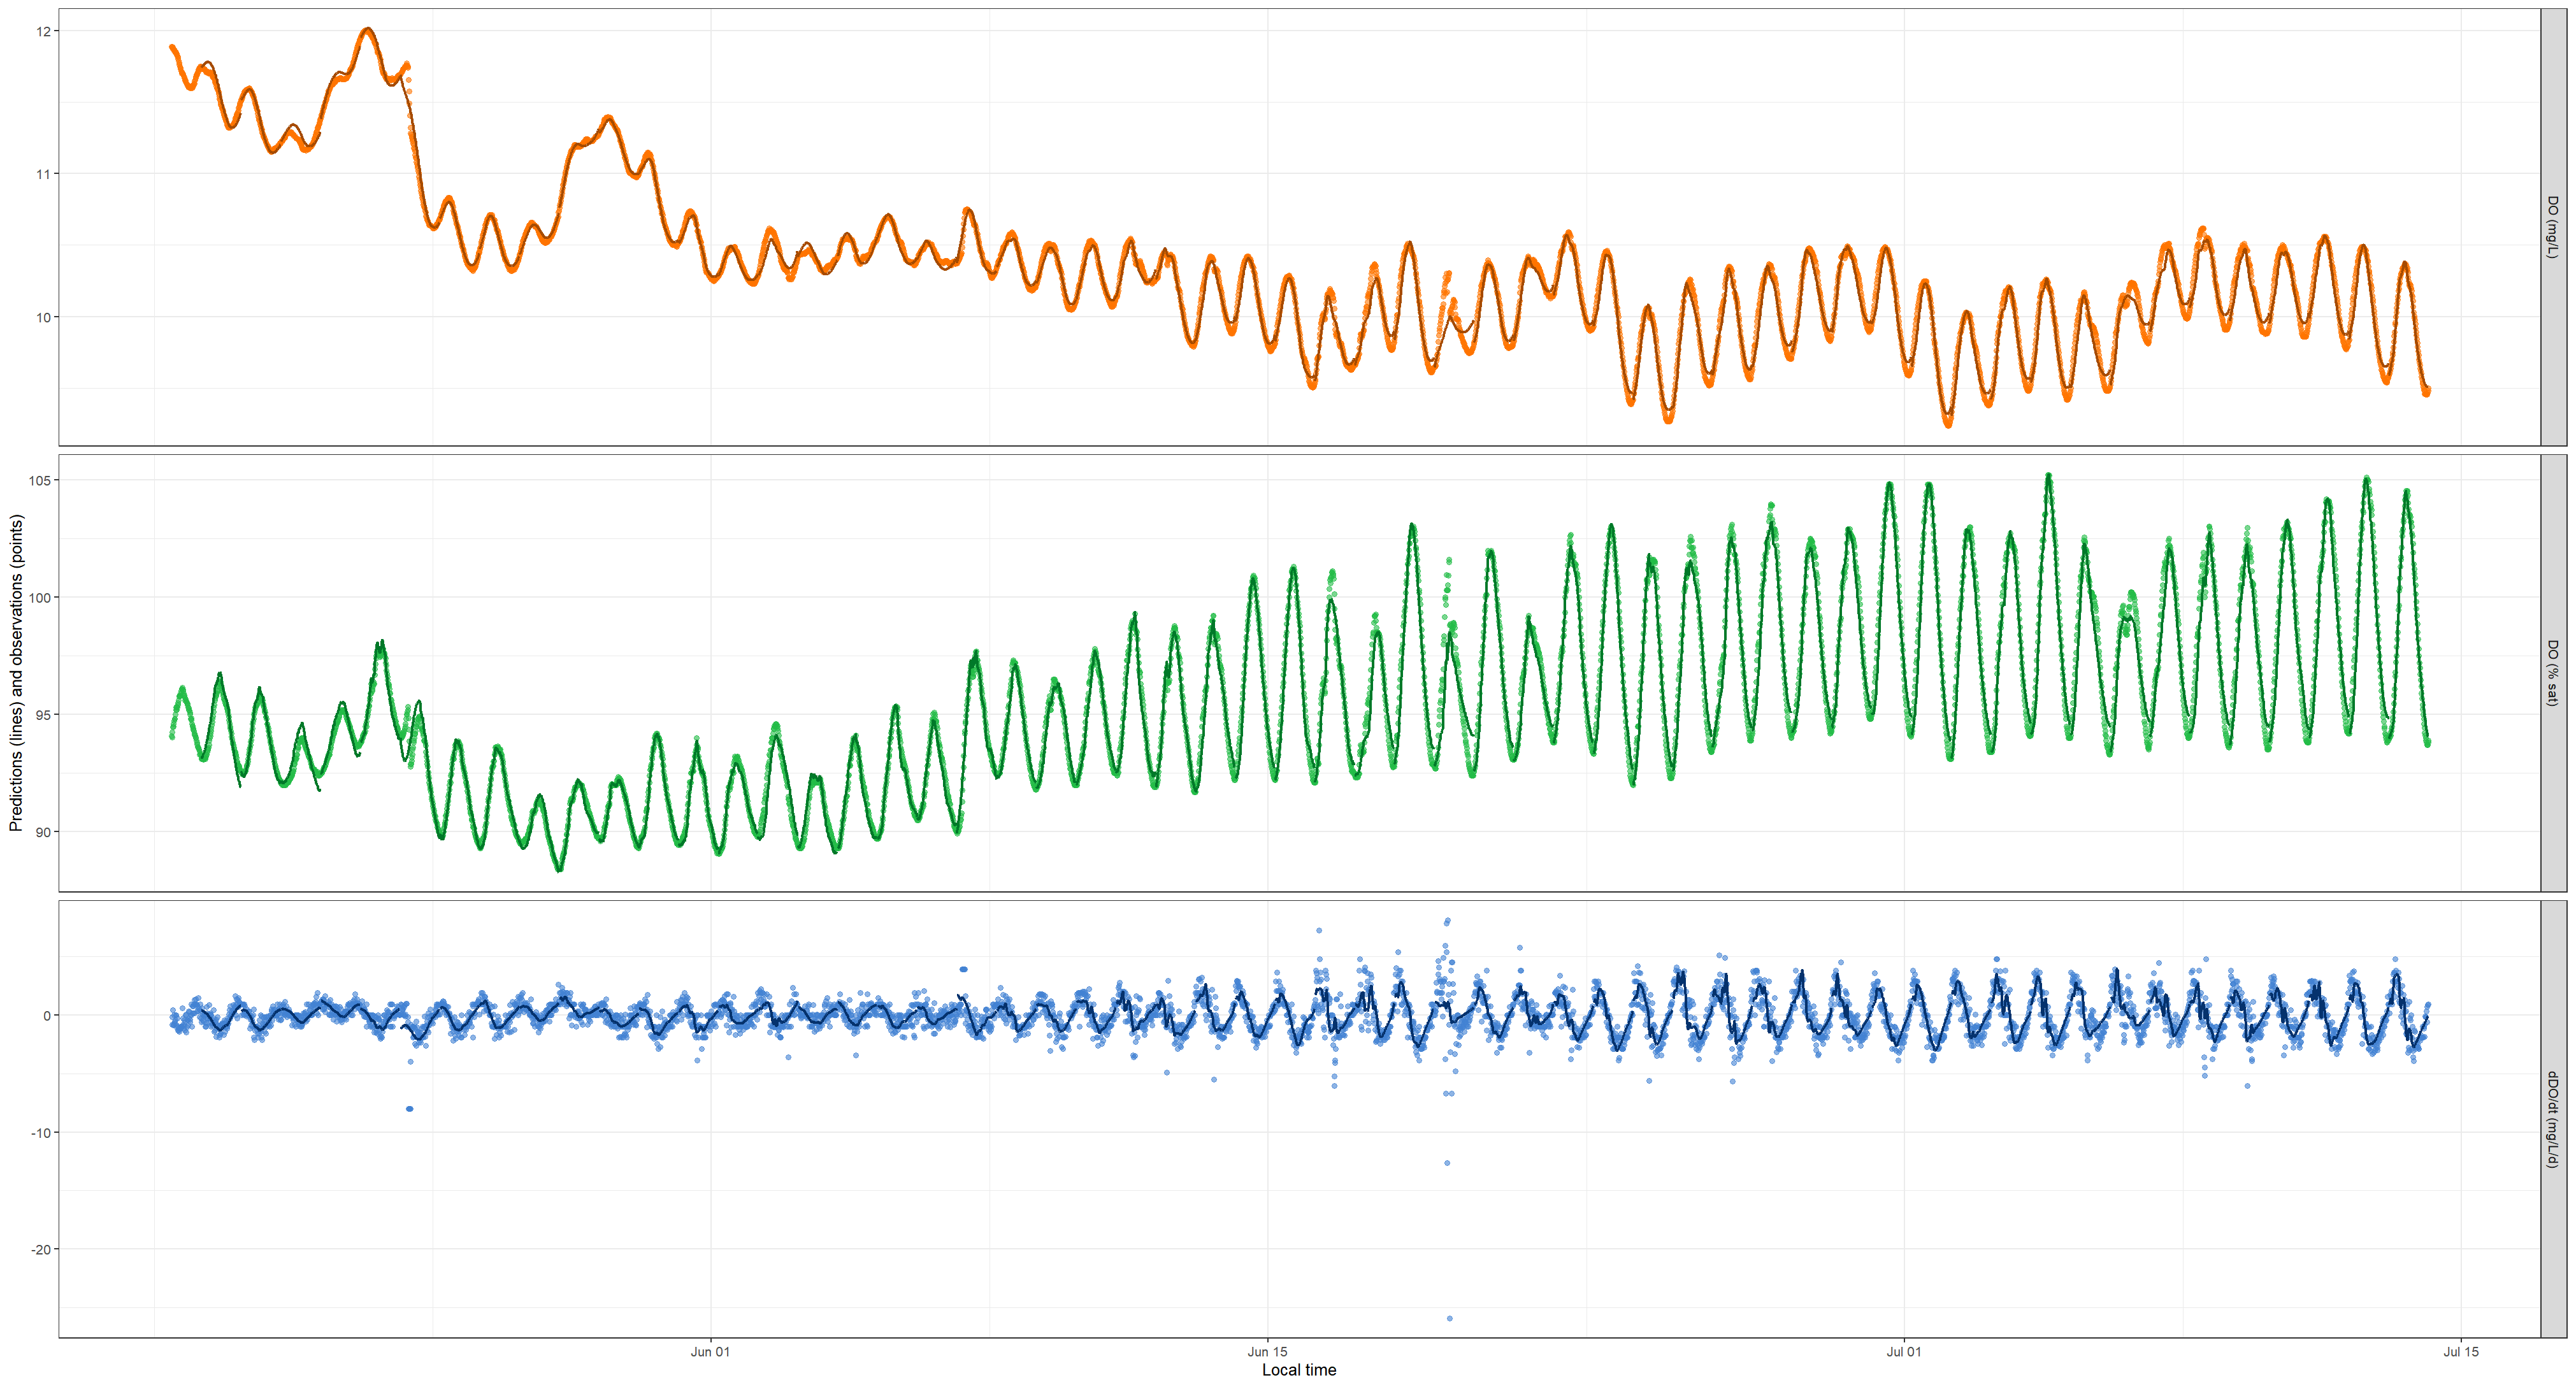 Predictions (lines) and observations (points)
12
11
10
DO (mg/L)
105
100
95
90
DO (% sat)
0
-10
-20
dDO/dt (mg/L/d)
Jun 01
Jun 15
Jul 01
Jul 15
Local time